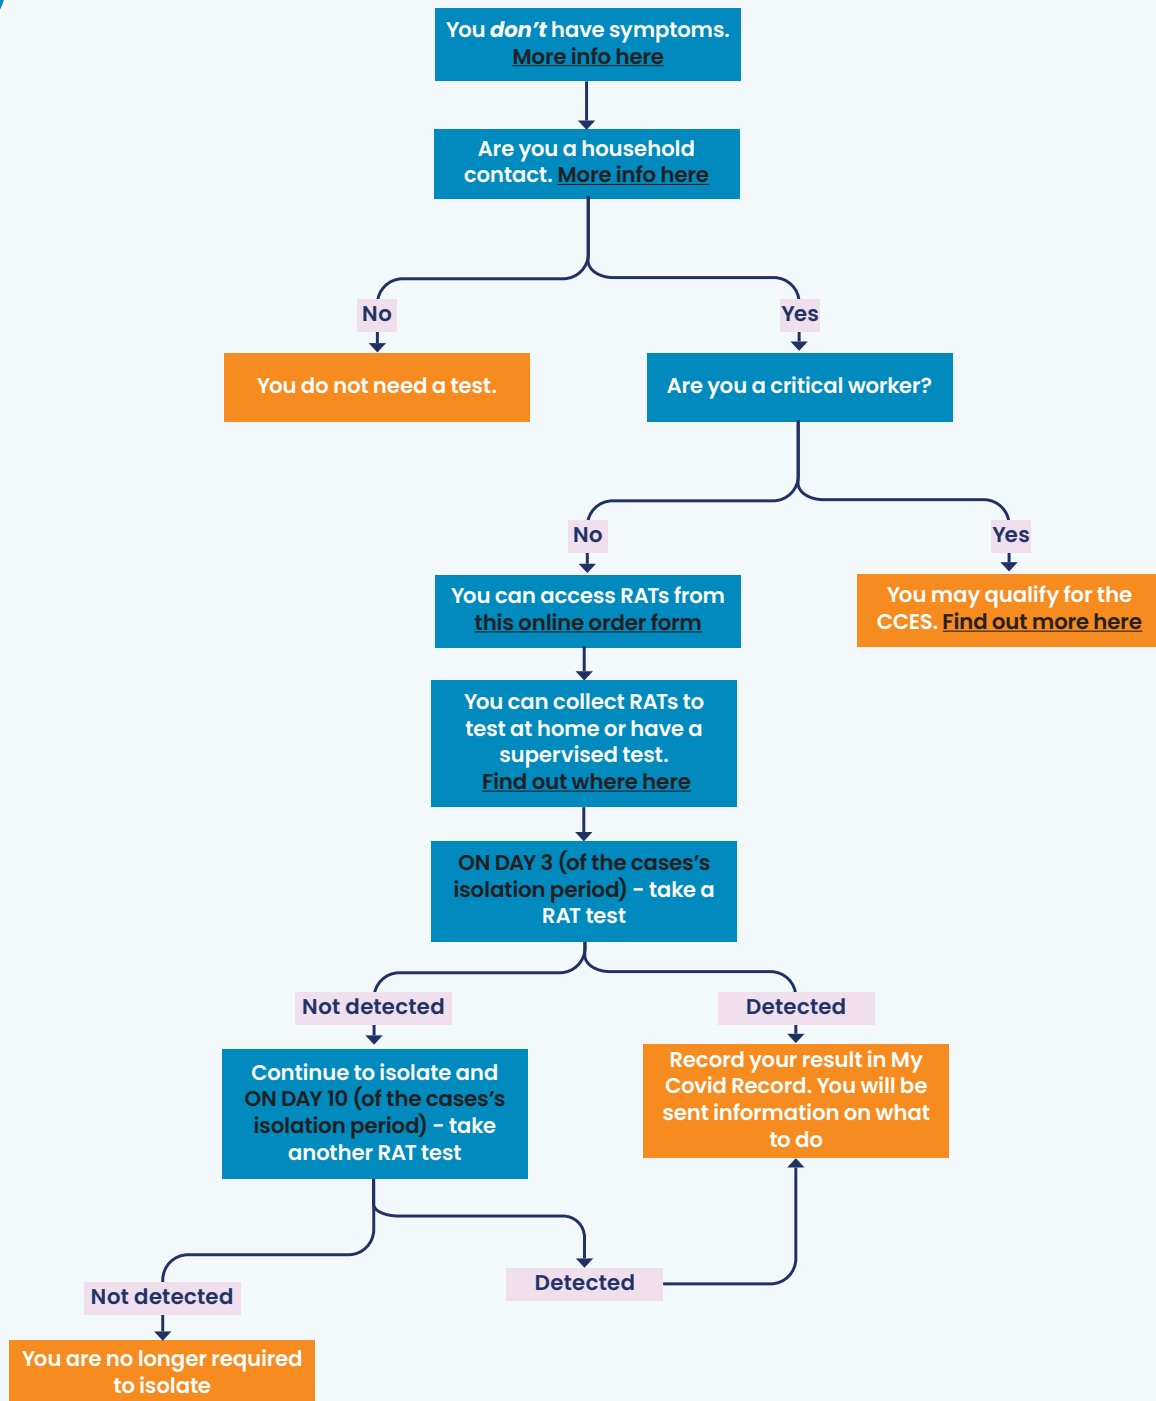 You don't have symptoms.
More info here
Are you a household
contact. More info here
No
Yes
You do not need a test.
Are you a critical worker?
No
Yes
You can access RATs from
this online order form
You may qualify for the
CCES. Find out more here
You can collect RATs to
test at home or have a
supervised test.
Find out where here
ON DAY 3 (of the cases's
isolation period) - take a
RAT test
Not detected
Detected
Continue to isolate and
ON DAY 10 (of the cases's
isolation period) - take
another RAT test
Record your result in My
Covid Record. You will be
sent information on what
to do
Not detected
Detected
You are no longer required
to isolate